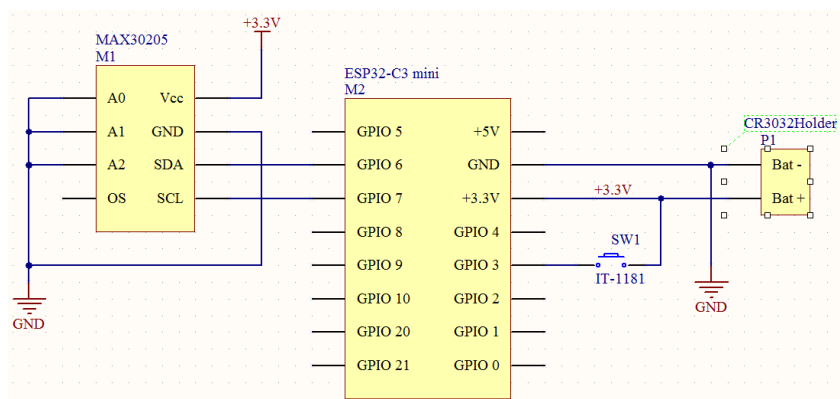 +3.3V
MAX30205
M1
A0 Vcc
A1 GND
A2 SDA
OS SCL
GND
ESP32-C3 mini
M2
GPIO 5 +5V
GPIO 6 GND
GPIO 7 +3.3V
GPIO 8 GPIO 4
GPIO 9 GPIO 3
GPIO 10 GPIO 2
GPIO 20 GPIO 1
GPIO 21 GPIO 0
+3.3V
SW1
IT-1181
CR3032Holder
P1
Bat -
Bat +
GND